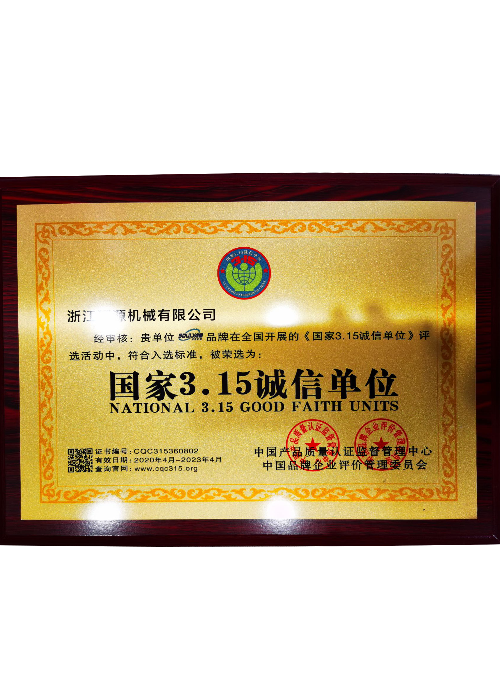 浙江 源机械有限公司
经审核：贵单位 品牌在全国开展的《国家3.15诚信单位》评
选活动中，符合入选标准，被荣选为：
国家3.15诚信单位
NATIONAL 3.15 GOOD FAITH UNITS
证书编号：CQC315360802
有效日期：2020年4月-2023年4月
查询官网：www.cqc315.org
中国产品质量认证监督管理中心
中国品牌企业评价管理委员会